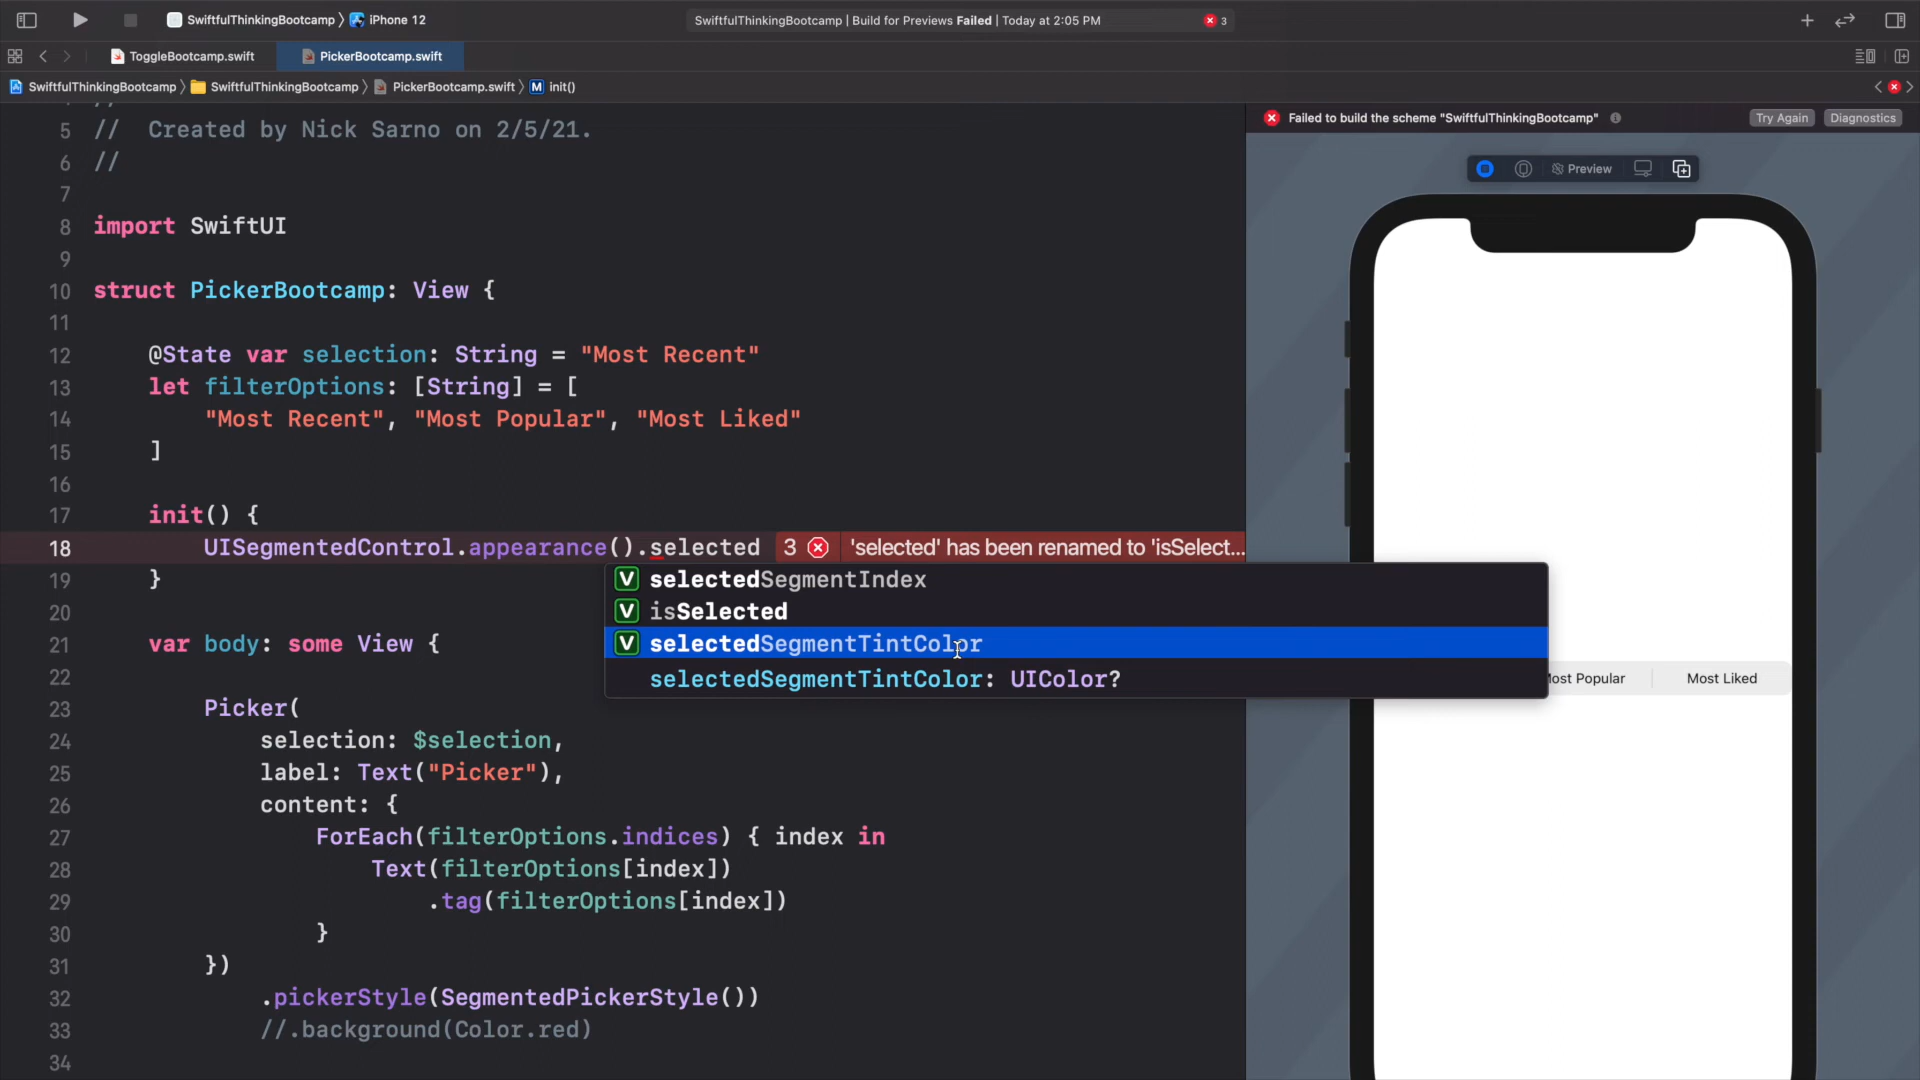 SwiftfulThinkingBootcamp 〉 iPhone 12
SwiftfulThinkingBootcamp | Build for Previews Failed | Today at 2:05 PM
3
ToggleBootcamp.swift
PickerBootcamp.swift
SwiftfulThinkingBootcamp 〉 SwiftfulThinkingBootcamp 〉 PickerBootcamp.swift 〉 M init()
Failed to build the scheme "SwiftfulThinkingBootcamp"
Try Again
Diagnostics
Preview
5 //  Created by Nick Sarno on 2/5/21.
6 //
7
8 import SwiftUI
9
10 struct PickerBootcamp: View {
11
12     @State var selection: String = "Most Recent"
13     let filterOptions: [String] = [
14         "Most Recent", "Most Popular", "Most Liked"
15     ]
16
17     init() {
18         UISegmentedControl.appearance().selected 3 'selected' has been renamed to 'isSelect...
19     }
V selectedSegmentIndex
V isSelected
V selectedSegmentTintColor
selectedSegmentTintColor: UIColor?
20
21     var body: some View {
22
23         Picker(
24             selection: $selection,
25             label: Text("Picker"),
26             content: {
27                 ForEach(filterOptions.indices) { index in
28                     Text(filterOptions[index])
29                         .tag(filterOptions[index])
30                 }
31         })
32             .pickerStyle(SegmentedPickerStyle())
33             //.background(Color.red)
34
Most Popular
Most Liked